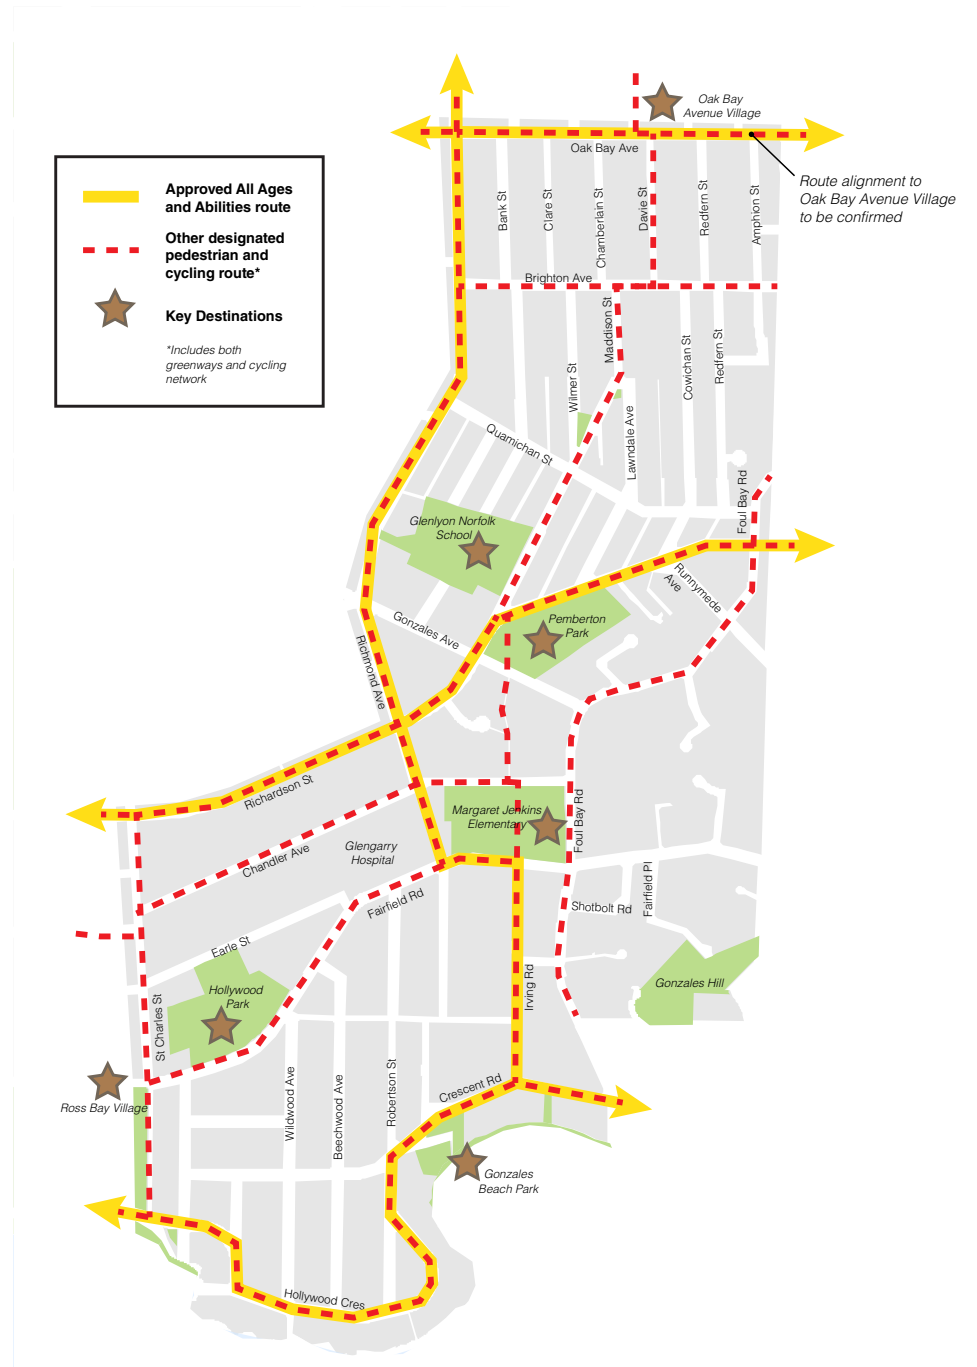 Oak Bay
Avenue Village
Oak Bay Ave
Route alignment to
Oak Bay Avenue Village
to be confirmed
Approved All Ages
and Abilities route
Other designated
pedestrian and
cycling route*
Key Destinations
*Includes both
greenways and cycling
network
Bank St
Clare St
Chamberlain St
Davie St
Redfern St
Amphion St
Brighton Ave
Maddison St
Wilmer St
Cowichan St
Redfern St
Lawndale Ave
Quamichan St
Foul Bay Rd
Glenlyon Norfolk
School
Runnymede
Ave
Gonzales Ave
Pemberton
Park
Richmond Ave
Richardson St
Margaret Jenkins
Elementary
Foul Bay Rd
Chandler Ave
Glengarry
Hospital
Fairfield Rd
Fairfield Pl
Shotbolt Rd
Earle St
Hollywood
Park
Irving Rd
Gonzales Hill
St Charles St
Ross Bay Village
Wildwood Ave
Beechwood Ave
Robertson St
Crescent Rd
Gonzales
Beach Park
Hollywood Cres